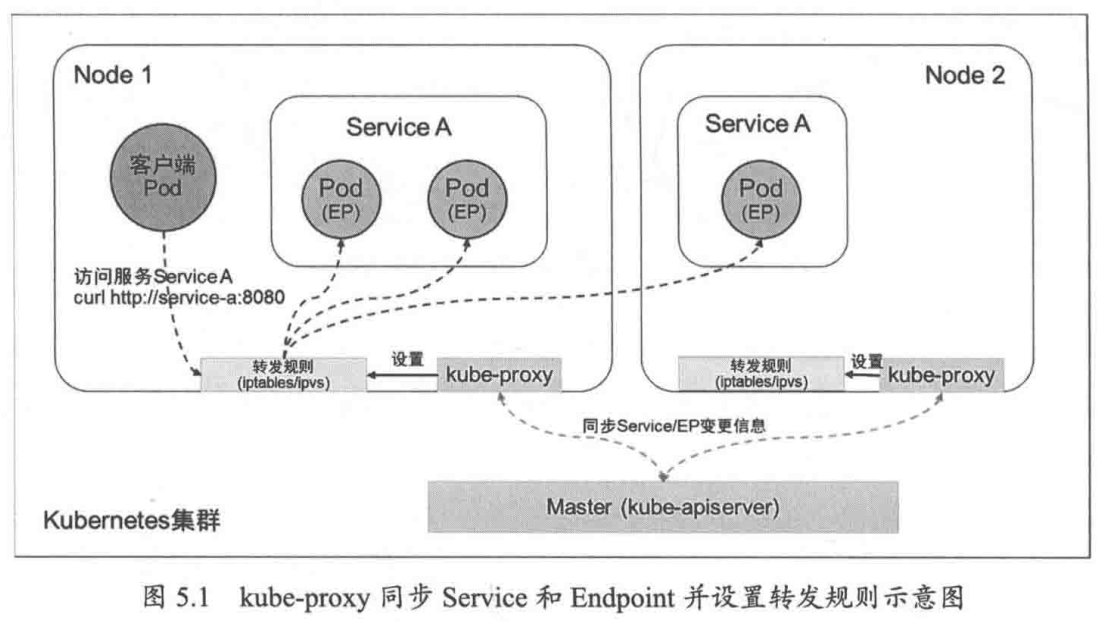 Node 1
Node 2
Service A
Service A
客户端
Pod
Pod
(EP)
Pod
(EP)
Pod
(EP)
访问服务Service A
curl http://service-a:8080
转发规则
(iptables/ipvs)
设置
kube-proxy
转发规则
(iptables/ipvs)
设置
kube-proxy
同步Service/EP变更信息
Master (kube-apiserver)
Kubernetes集群
图 5.1 kube-proxy 同步 Service 和 Endpoint 并设置转发规则示意图